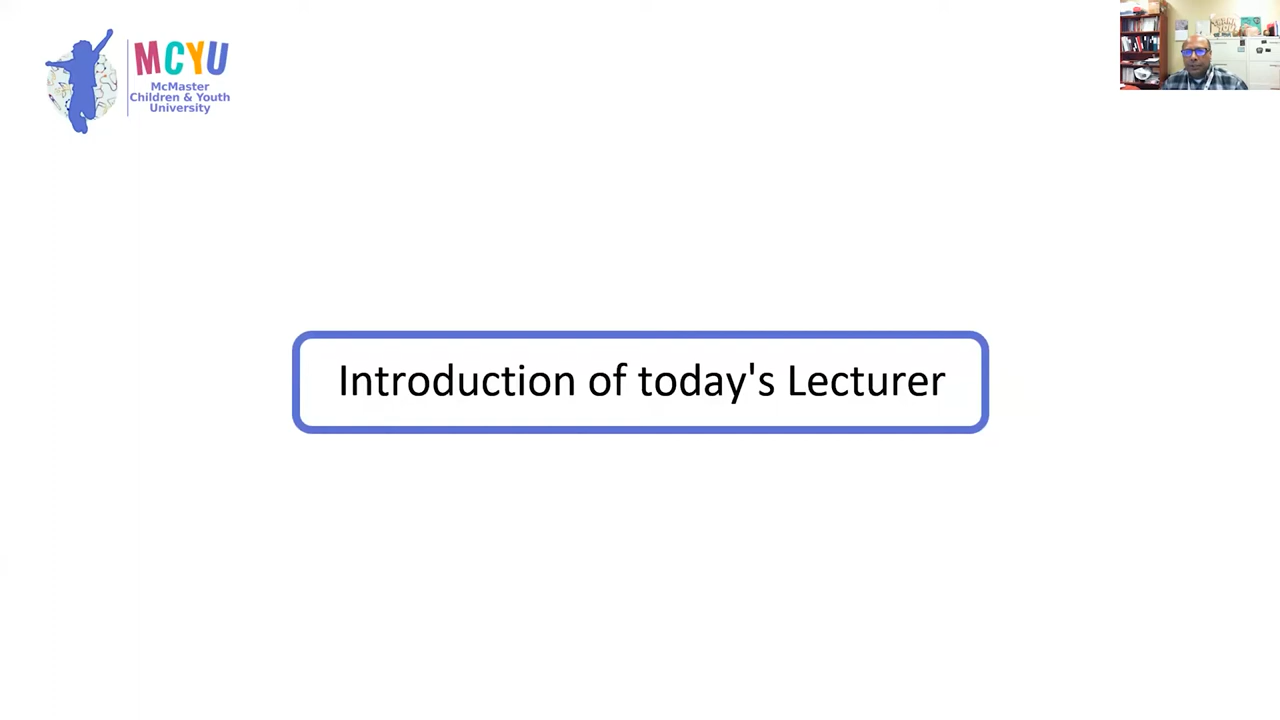 MCYU
McMaster
Children & Youth
University
Introduction of today's Lecturer